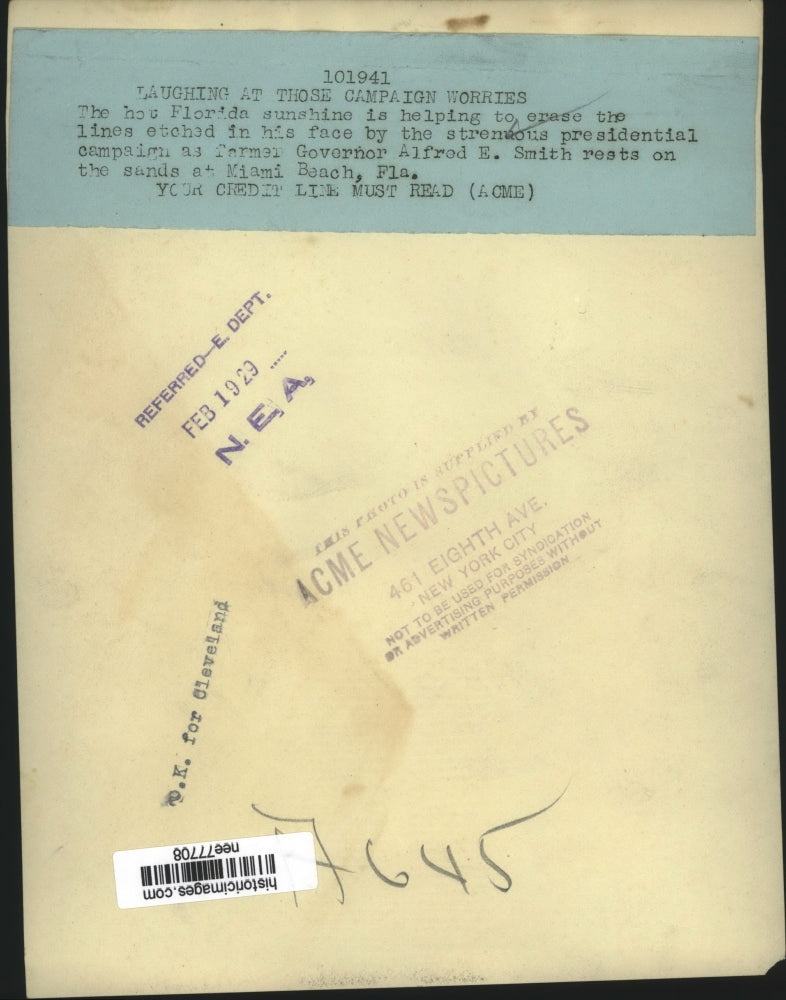 101941
LAUGHING AT THOSE CAMPAIGN WORRIES
The hot Florida sunshine is helping to erase the
lines etched in his face by the strenuous presidential
campaign as former Governor Alfred E. Smith rests on
the sands at Miami Beach, Fla.
YOUR CREDIT LINE MUST READ (ACME)
REFERRED—E. DEPT.
FEB 19 29
N. E. A.
THIS PHOTO IS SUPPLIED BY
ACME NEWSPICTURES
461 EIGHTH AVE.
NEW YORK CITY
NOT TO BE USED FOR SYNDICATION
OR ADVERTISING PURPOSES WITHOUT
WRITTEN PERMISSION
O.K. for Cleveland
7645
historicimages.com
nee77708